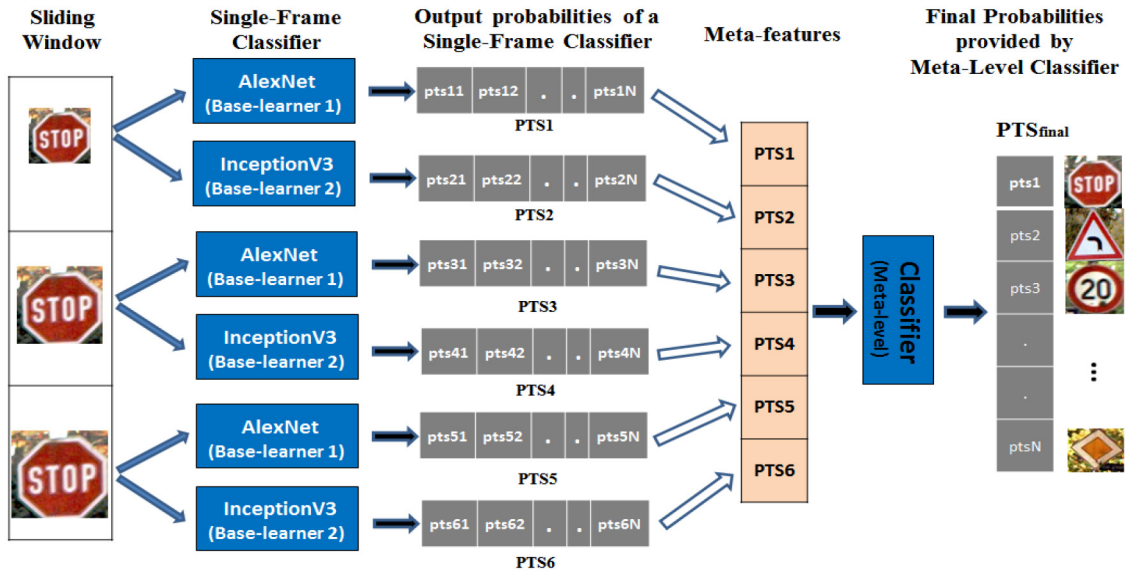 Sliding
Window
Single-Frame
Classifier
Output probabilities of a
Single-Frame Classifier
Meta-features
Final Probabilities
provided by
Meta-Level Classifier
STOP
AlexNet
(Base-learner 1)
pts11 pts12 . . pts1N
PTS1
InceptionV3
(Base-learner 2)
pts21 pts22 . . pts2N
PTS2
STOP
AlexNet
(Base-learner 1)
pts31 pts32 . . pts3N
PTS3
InceptionV3
(Base-learner 2)
pts41 pts42 . . pts4N
PTS4
STOP
AlexNet
(Base-learner 1)
pts51 pts52 . . pts5N
PTS5
InceptionV3
(Base-learner 2)
pts61 pts62 . . pts6N
PTS6
PTS1
PTS2
PTS3
PTS4
PTS5
PTS6
Classifier
(Meta-level)
PTSfinal
pts1 STOP
pts2
pts3 20
.
...
.
ptsN